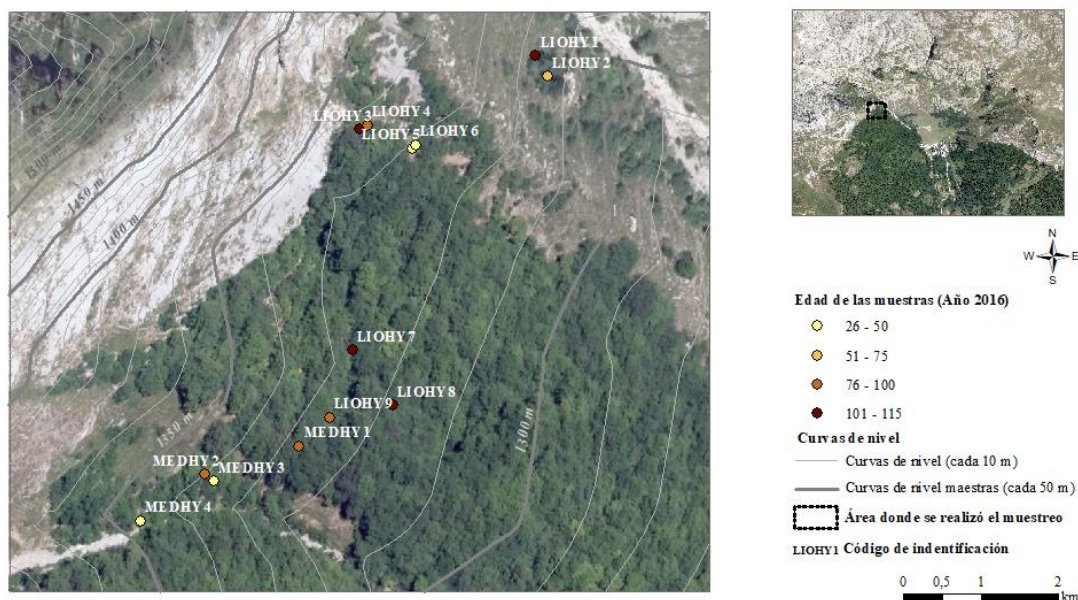 LIOHY1
LIOHY2
LIOHY3
LIOHY4
LIOHY5
LIOHY6
1500 m
1450 m
1400 m
LIOHY7
LIOHY8
LIOHY9
MEDHY1
1350 m
1300 m
MEDHY2
MEDHY3
MEDHY4
N
W
E
S
Edad de las muestras (Año 2016)
26 - 50
51 - 75
76 - 100
101 - 115
Curvas de nivel
Curvas de nivel (cada 10 m)
Curvas de nivel maestras (cada 50 m)
Área donde se realizó el muestreo
LIOHY1 Código de indentificación
0 0,5 1 2
km